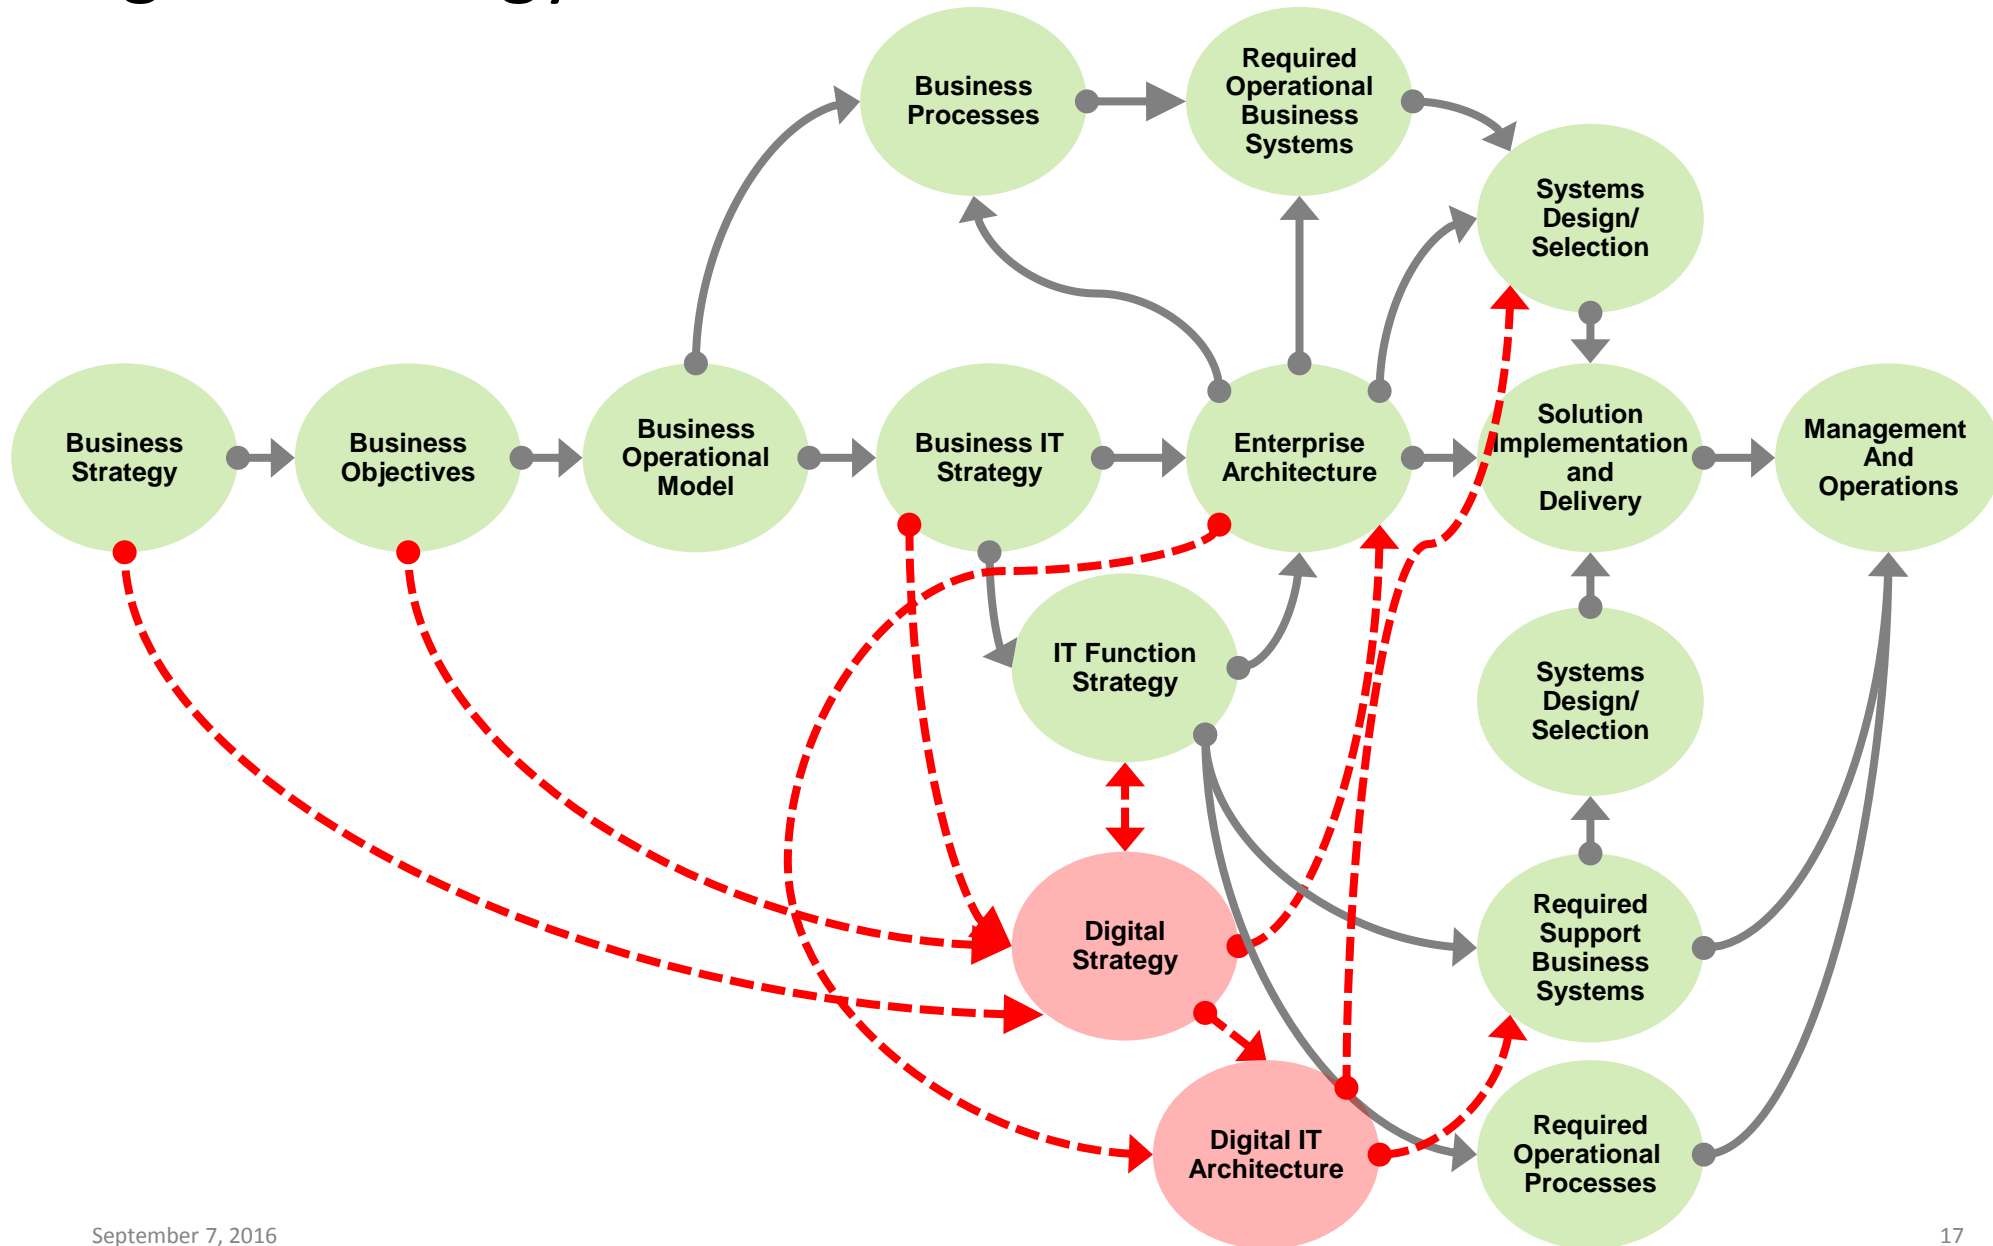 Business
Processes
Required
Operational
Business
Systems
Systems
Design/
Selection
Business
Strategy
Business
Objectives
Business
Operational
Model
Business IT
Strategy
Enterprise
Architecture
Solution
Implementation
and
Delivery
Management
And
Operations
IT Function
Strategy
Systems
Design/
Selection
Digital
Strategy
Required
Support
Business
Systems
Digital IT
Architecture
Required
Operational
Processes
September 7, 2016
17